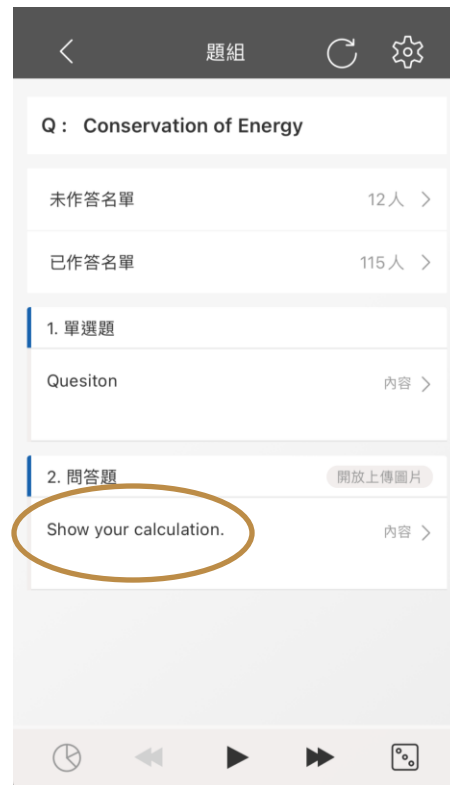 題組
Q : Conservation of Energy
未作答名單 12人
已作答名單 115人
1. 單選題
Quesiton 內容
2. 問答題 開放上傳圖片
Show your calculation. 內容